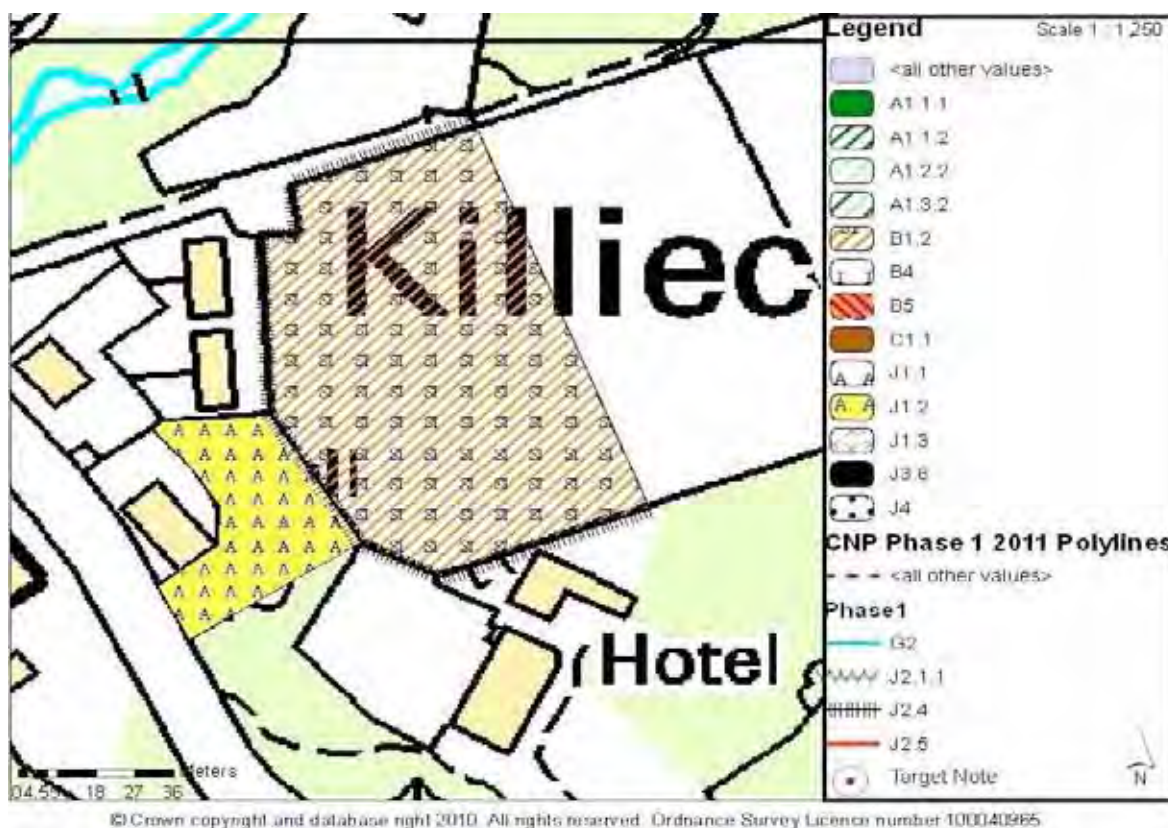 Legend
Scale 1 : 1,250
<all other values>
A1.1.1
A1.1.2
A1.2.2
A1.3.2
B1.2
B4
B5
C1.1
J1.1
J1.2
J1.3
J3.6
J4
CNP Phase 1 2011 Polylines
<all other values>
Phase1
G2
J2.1.1
J2.4
J2.5
Target Note
N
Killiec
Hotel
Meters
18 27 36
© Crown copyright and database right 2010. All rights reserved. Ordnance Survey Licence number 100040965